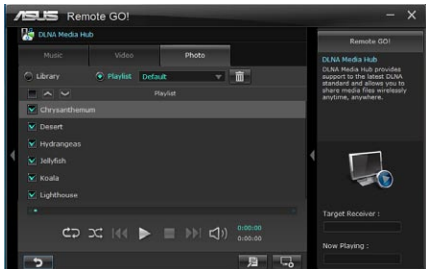 ASUS Remote GO!
DLNA Media Hub
Music Video Photo
Library Playlist Default
Playlist
Chrysanthemum
Desert
Hydrangeas
Jellyfish
Koala
Lighthouse
0:00:00
0:00:00
Remote GO!
DLNA Media Hub
DLNA Media Hub provides
support to the latest DLNA
standard and allows you to
share media files wirelessly
anytime, anywhere.
Target Receiver :
Now Playing :